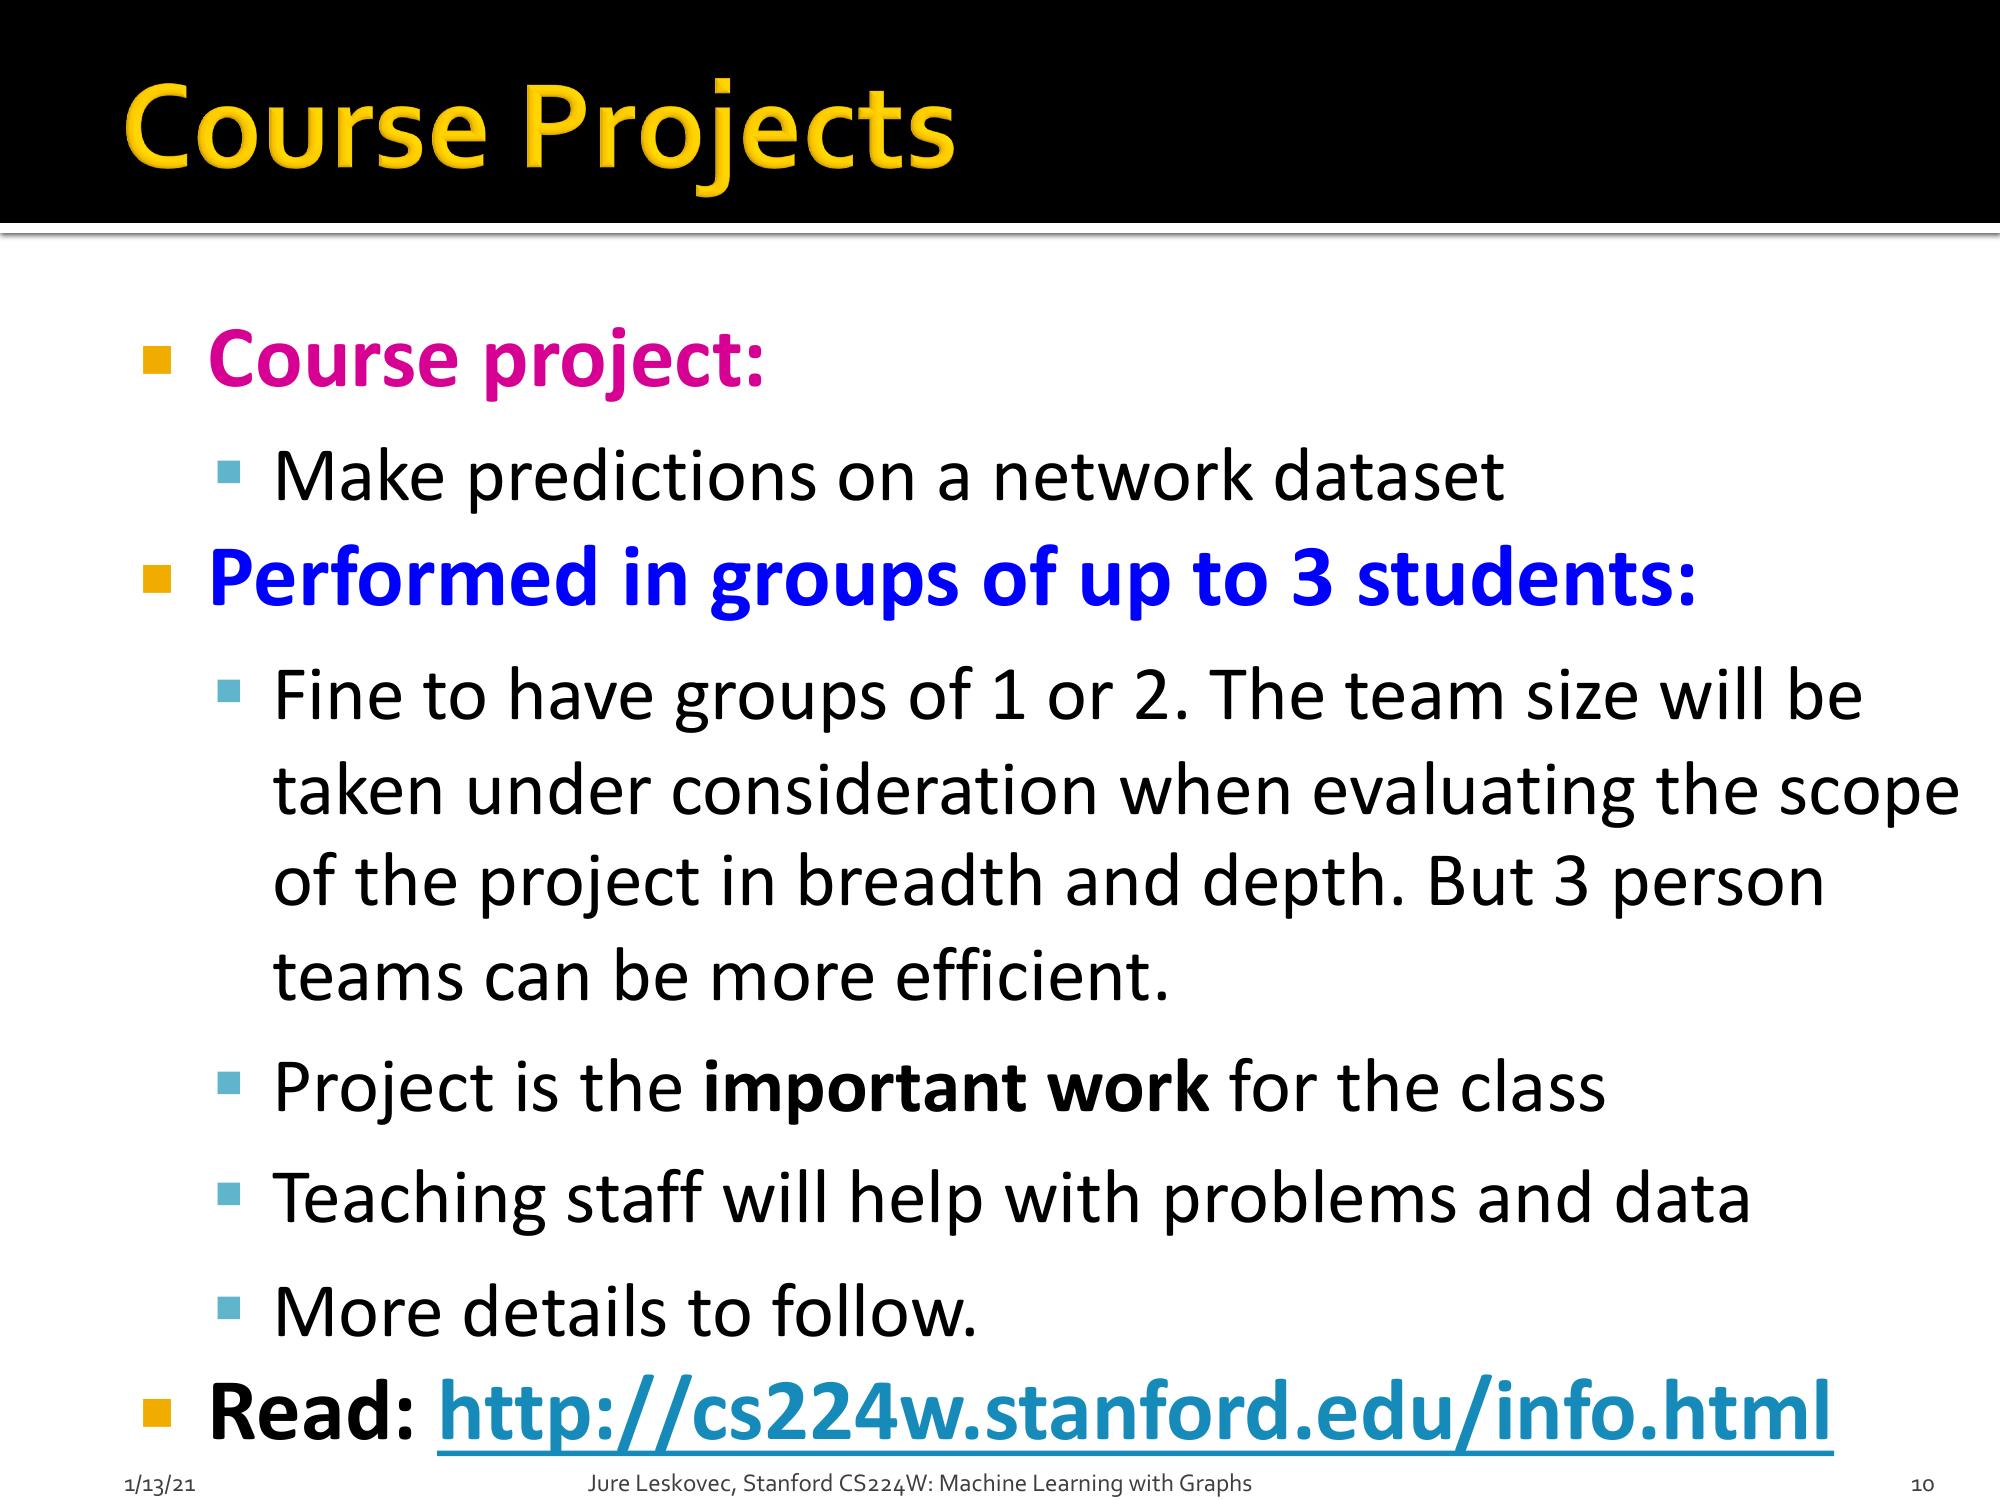 Course Projects
Course project:
Make predictions on a network dataset
Performed in groups of up to 3 students:
Fine to have groups of 1 or 2. The team size will be
taken under consideration when evaluating the scope
of the project in breadth and depth. But 3 person
teams can be more efficient.
Project is the important work for the class
Teaching staff will help with problems and data
More details to follow.
Read: http://cs224w.stanford.edu/info.html
1/13/21
Jure Leskovec, Stanford CS224W: Machine Learning with Graphs
10